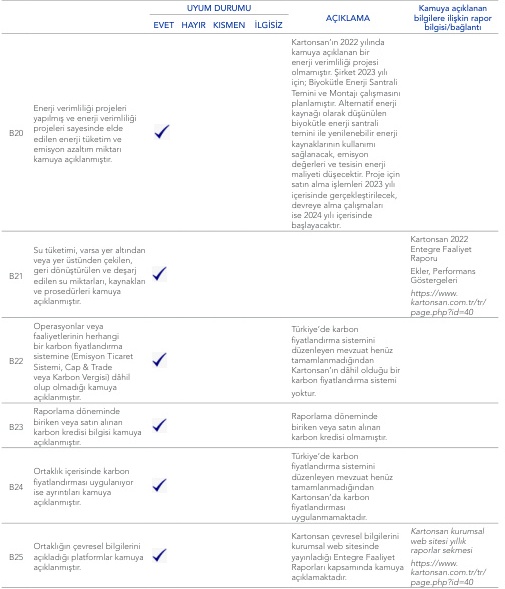 UYUM DURUMU
EVET HAYIR KISMEN İLGİSİZ
AÇIKLAMA
Kamuya açıklanan
bilgilere ilişkin rapor
bilgisi/bağlantı
B20
Enerji verimliliği projeleri
yapılmış ve enerji verimliliği
projeleri sayesinde elde
edilen enerji tüketim ve
emisyon azaltım miktarı
kamuya açıklanmıştır.
Kartonsan'ın 2022 yılında
kamuya açıklanan bir
enerji verimliliği projesi
olmamıştır. Şirket 2023 yılı
için; Biyokütle Enerji Santrali
Temini ve Montajı çalışmasını
planlamıştır. Alternatif enerji
kaynağı olarak düşünülen
biyokütle enerji santrali
temini ile yenilenebilir enerji
kaynaklarının kullanımı
sağlanacak, emisyon
değerleri ve tesisin enerji
maliyeti düşecektir. Proje için
satın alma işlemleri 2023 yılı
içerisinde gerçekleştirilecek,
devreye alma çalışmaları
ise 2024 yılı içerisinde
başlayacaktır.
B21
Su tüketimi, varsa yer altından
veya yer üstünden çekilen,
geri dönüştürülen ve deşarj
edilen su miktarları, kaynakları
ve prosedürleri kamuya
açıklanmıştır.
Kartonsan 2022
Entegre Faaliyet
Raporu
Ekler, Performans
Göstergeleri
https://www.
kartonsan.com.tr/tr/
page.php?id=40
B22
Operasyonlar veya
faaliyetlerinin herhangi
bir karbon fiyatlandırma
sistemine (Emisyon Ticaret
Sistemi, Cap & Trade
veya Karbon Vergisi) dâhil
olup olmadığı kamuya
açıklanmıştır.
Türkiye'de karbon
fiyatlandırma sistemini
düzenleyen mevzuat henüz
tamamlanmadığından
Kartonsan'ın dâhil olduğu bir
karbon fiyatlandırma sistemi
yoktur.
B23
Raporlama döneminde
biriken veya satın alınan
karbon kredisi bilgisi kamuya
açıklanmıştır.
Raporlama döneminde
biriken veya satın alınan
karbon kredisi olmamıştır.
B24
Ortaklık içerisinde karbon
fiyatlandırması uygulanıyor
ise ayrıntıları kamuya
açıklanmıştır.
Türkiye'de karbon
fiyatlandırma sistemini
düzenleyen mevzuat henüz
tamamlanmadığından
Kartonsan'da karbon
fiyatlandırması
uygulanmamaktadır.
B25
Ortaklığın çevresel bilgilerini
açıkladığı platformlar kamuya
açıklanmıştır.
Kartonsan çevresel bilgilerini
kurumsal web sitesinde
yayınladığı Entegre Faaliyet
Raporları kapsamında kamuya
açıklamaktadır.
Kartonsan kurumsal
web sitesi yıllık
raporlar sekmesi
https://www.
kartonsan.com.tr/tr/
page.php?id=40